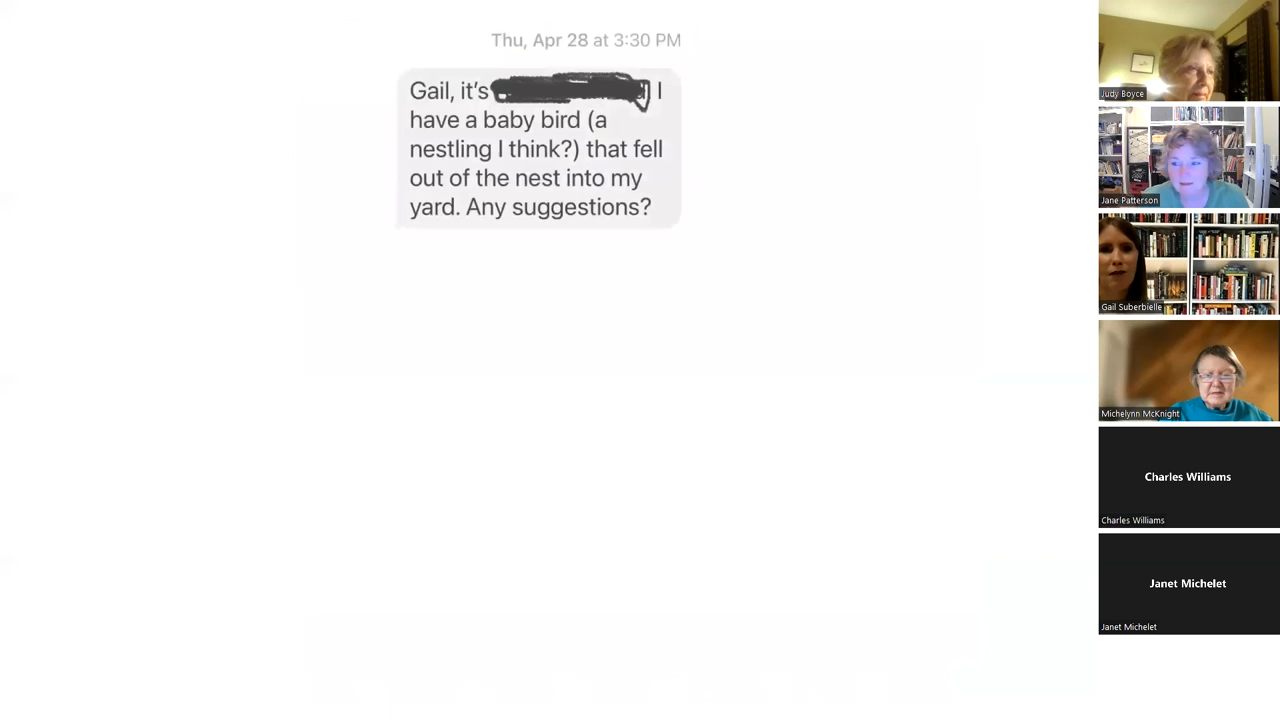 Thu, Apr 28 at 3:30 PM
Gail, it's I
have a baby bird (a
nestling I think?) that fell
out of the nest into my
yard. Any suggestions?
Judy Boyce
Jane Patterson
Gail Suberbielle
Michelynn McKnight
Charles Williams
Charles Williams
Janet Michelet
Janet Michelet